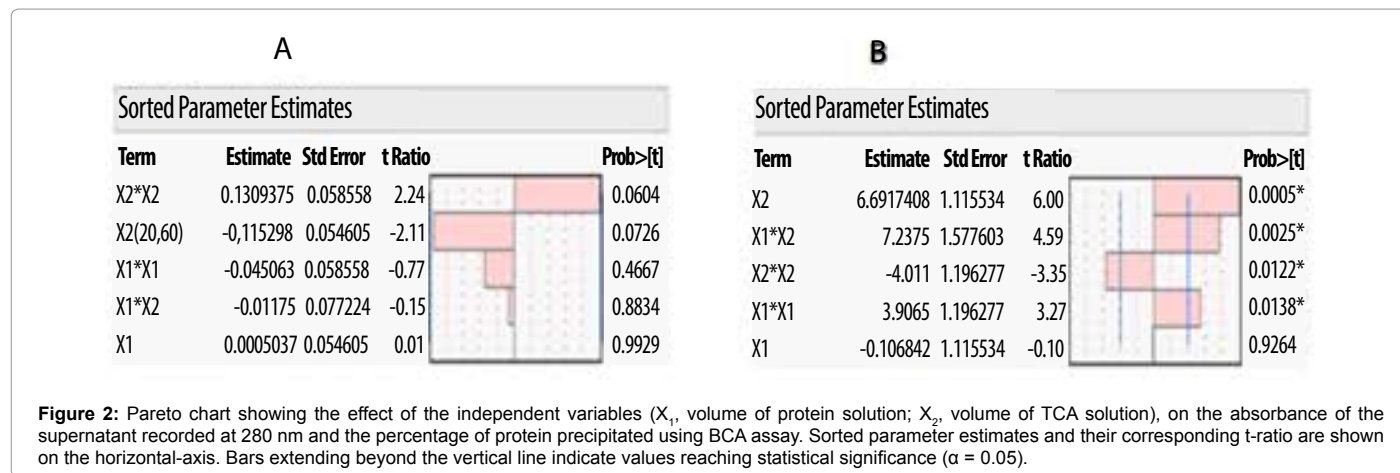 A
B
Sorted Parameter Estimates
Term Estimate Std Error t Ratio Prob>[t]
X2*X2 0.1309375 0.058558 2.24 0.0604
X2(20,60) -0,115298 0.054605 -2.11 0.0726
X1*X1 -0.045063 0.058558 -0.77 0.4667
X1*X2 -0.01175 0.077224 -0.15 0.8834
X1 0.0005037 0.054605 0.01 0.9929
Sorted Parameter Estimates
Term Estimate Std Error t Ratio Prob>[t]
X2 6.6917408 1.115534 6.00 0.0005*
X1*X2 7.2375 1.577603 4.59 0.0025*
X2*X2 -4.011 1.196277 -3.35 0.0122*
X1*X1 3.9065 1.196277 3.27 0.0138*
X1 -0.106842 1.115534 -0.10 0.9264
Figure 2: Pareto chart showing the effect of the independent variables (X₁, volume of protein solution; X₂, volume of TCA solution), on the absorbance of the
supernatant recorded at 280 nm and the percentage of protein precipitated using BCA assay. Sorted parameter estimates and their corresponding t-ratio are shown
on the horizontal-axis. Bars extending beyond the vertical line indicate values reaching statistical significance (α = 0.05).